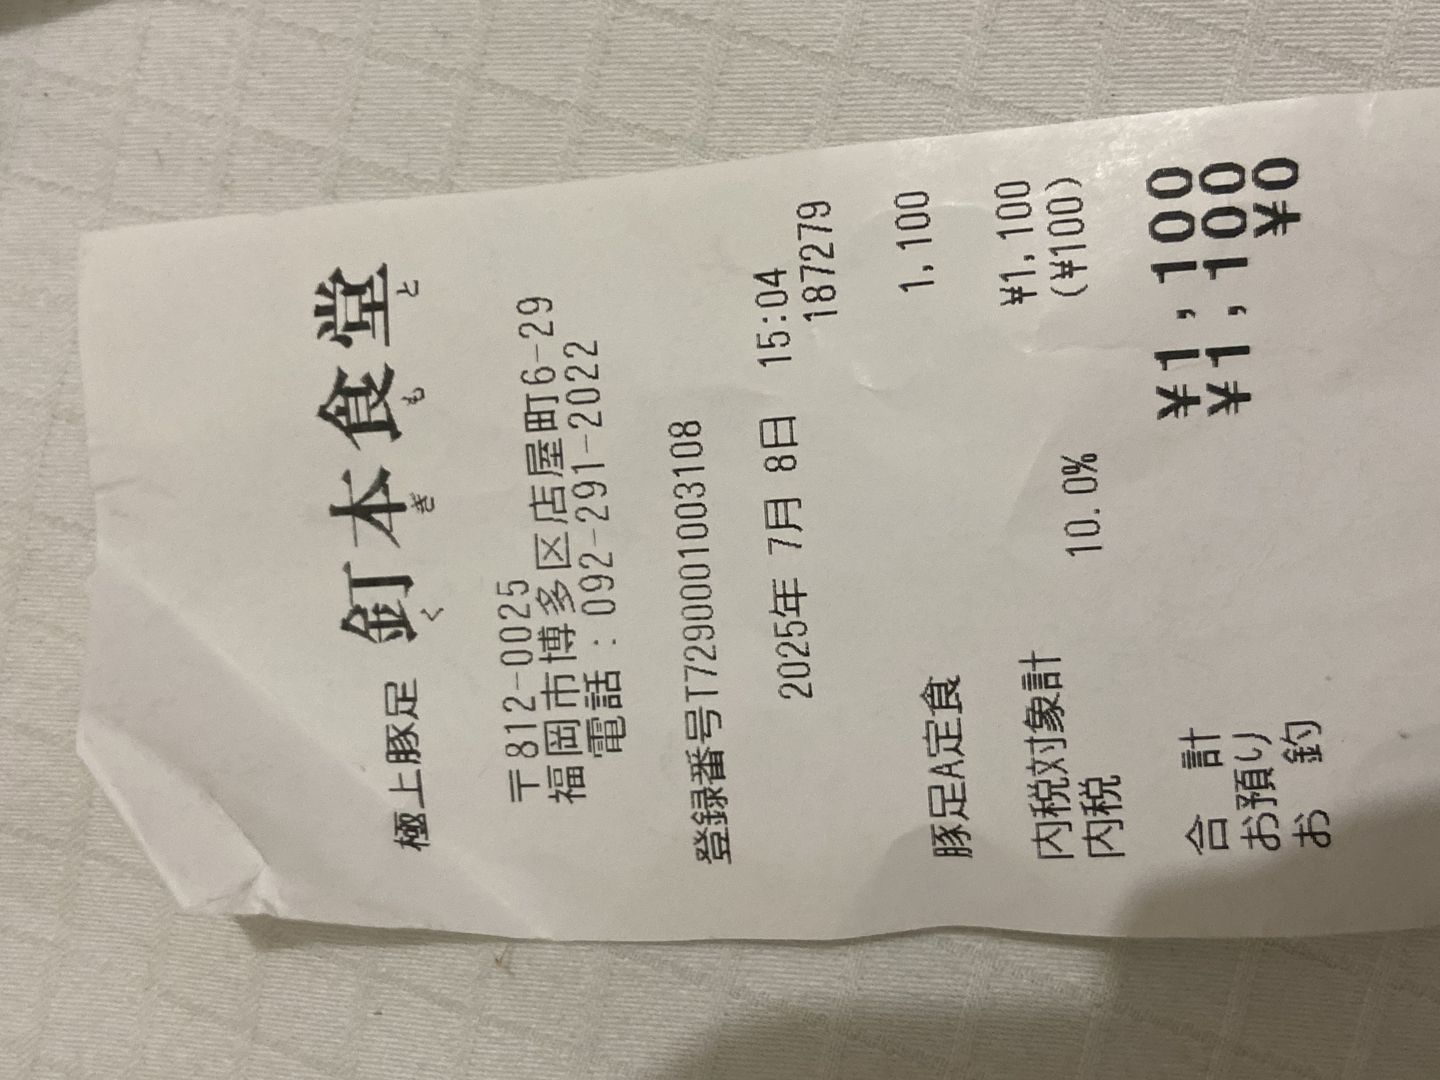 極上豚足 釘本食堂
くぎもと
〒812-0025
福岡市博多区店屋町6-29
電話：092-291-2022
登録番号T7290001003108
2025年 7月 8日 15:04
187279
豚足A定食 1,100
内税対象計 ¥1,100
内税 10.0% (¥100)
合 計 ¥1,100
お預り ¥1,100
お 釣 ¥0